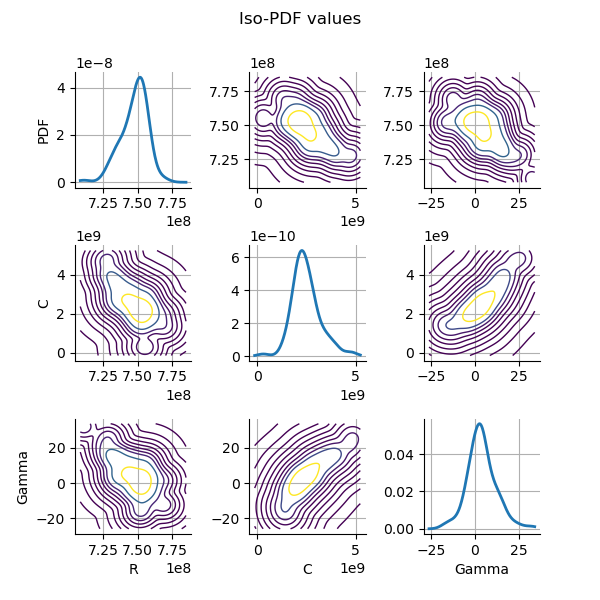 Iso-PDF values
1e−8
1e8
1e8
PDF
4
2
0
7.75
7.50
7.25
7.75
7.50
7.25
7.25 7.50 7.75
0 5
−25 0 25
1e8
1e9
1e9
1e−10
1e9
C
4
2
0
6
4
2
0
4
2
0
7.25 7.50 7.75
0 5
−25 0 25
1e8
1e9
Gamma
20
0
−20
20
0
−20
0.04
0.02
0.00
7.25 7.50 7.75
0 5
−25 0 25
R 1e8
C 1e9
Gamma